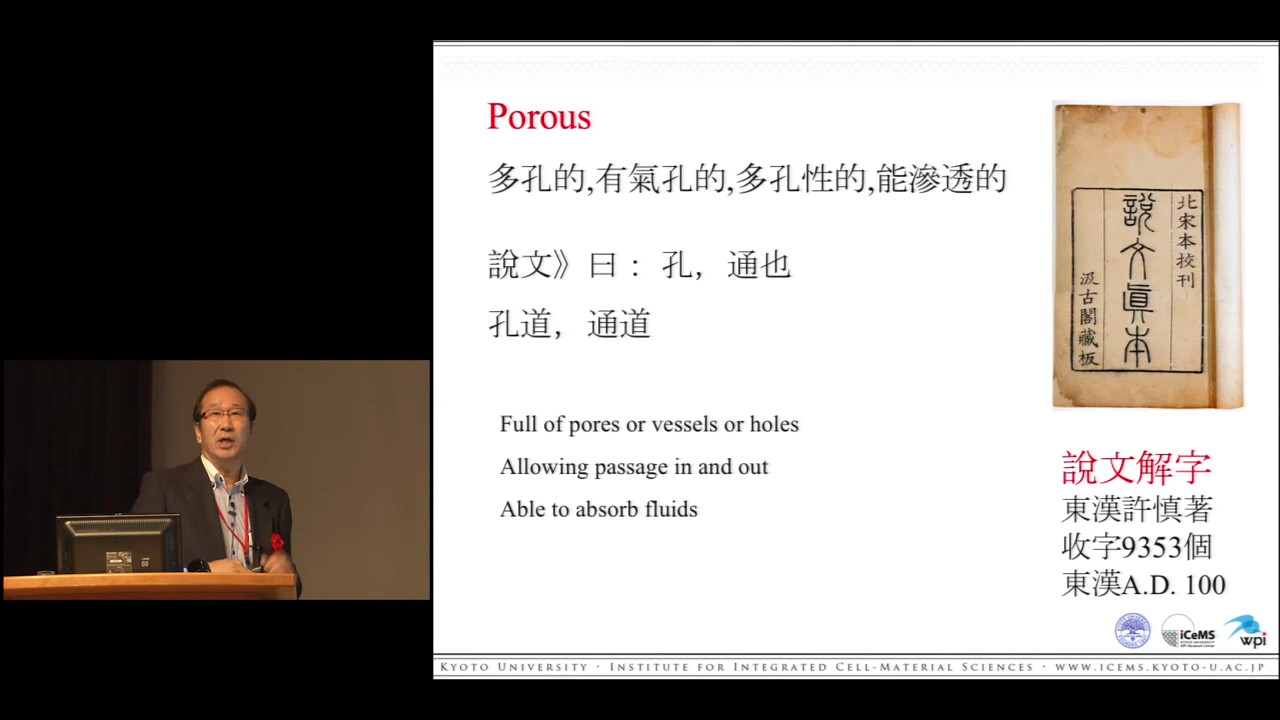 Porous
多孔的,有氣孔的,多孔性的,能滲透的
說文》曰：孔，通也
孔道，通道
Full of pores or vessels or holes
Allowing passage in and out
Able to absorb fluids
北宋本挍刊
說文眞本
汲古閣藏板
說文解字
東漢許慎著
收字9353個
東漢A.D. 100
iCeMS
wpi
KYOTO UNIVERSITY · INSTITUTE FOR INTEGRATED CELL-MATERIAL SCIENCES · WWW.ICEMS.KYOTO-U.AC.JP